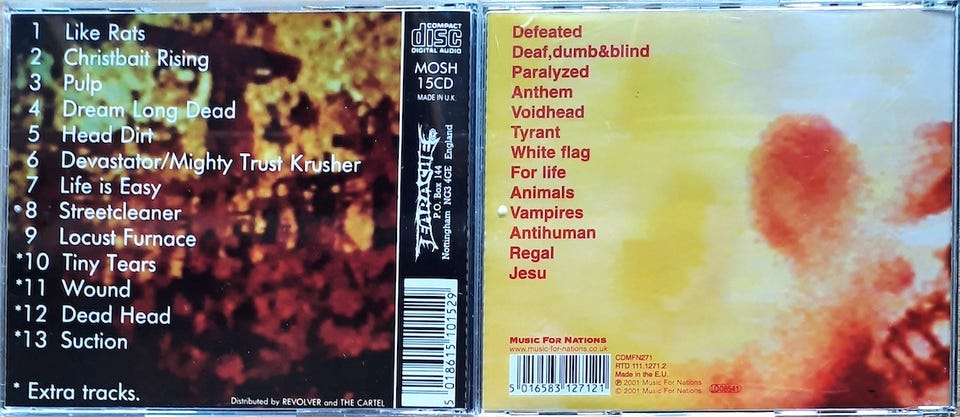 1 Like Rats
2 Christbait Rising
3 Pulp
4 Dream Long Dead
5 Head Dirt
6 Devastator/Mighty Trust Krusher
7 Life is Easy
8 Streetcleaner
9 Locust Furnace
*10 Tiny Tears
*11 Wound
*12 Dead Head
*13 Suction
* Extra tracks.
Distributed by REVOLVER and THE CARTEL
COMPACT
disc
DIGITAL AUDIO
MOSH
15CD
MADE IN U.K.
EARACHE
P.O. Box 144
Nottingham NG3 4GE England
5 018615 101529
Defeated
Deaf,dumb&blind
Paralyzed
Anthem
Voidhead
Tyrant
White flag
For life
Animals
Vampires
Antihuman
Regal
Jesu
MUSIC FOR NATIONS
www.music-for-nations.co.uk
5 016583 127121
CDMFN271
RTD 111.1271.2
Made in the E.U.
℗ 2001 Music For Nations
© 2001 Music For Nations